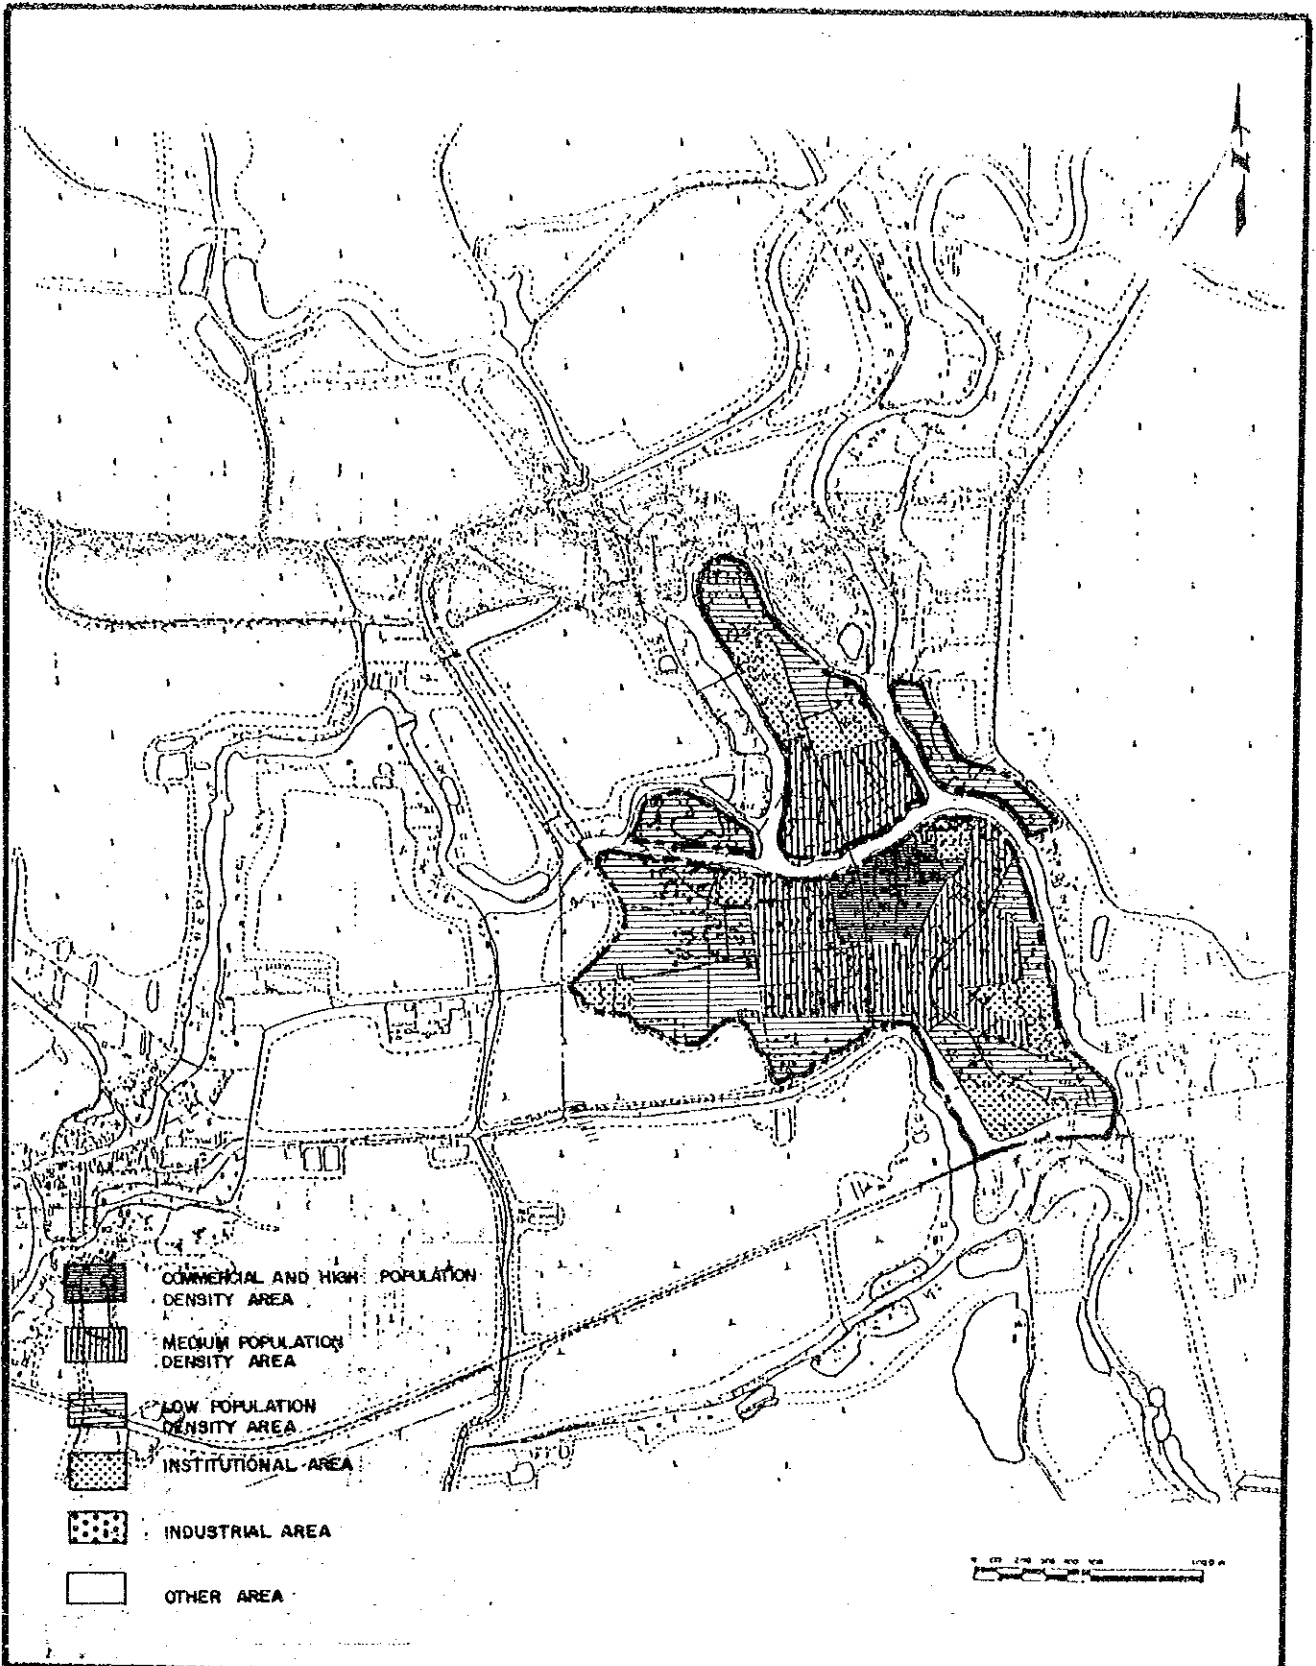 N
COMMERCIAL AND HIGH POPULATION
DENSITY AREA
MEDIUM POPULATION
DENSITY AREA
LOW POPULATION
DENSITY AREA
INSTITUTIONAL AREA
INDUSTRIAL AREA
OTHER AREA